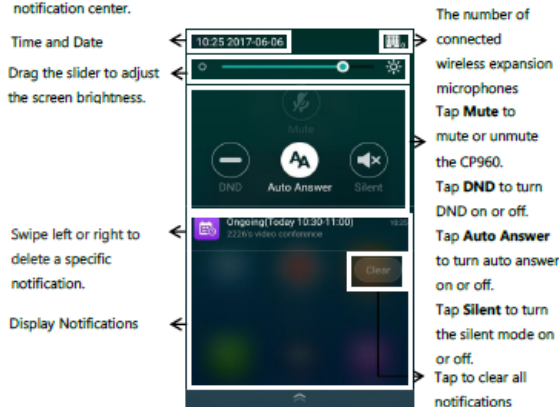 notification center.
Time and Date
Drag the slider to adjust
the screen brightness.
Swipe left or right to
delete a specific
notification.
Display Notifications
10:25 2017-06-06
Mute
DND
Auto Answer
Silent
Ongoing(Today 10:30-11:00)
10:25
2226's video conference
Clear
The number of
connected
wireless expansion
microphones
Tap Mute to
mute or unmute
the CP960.
Tap DND to turn
DND on or off.
Tap Auto Answer
to turn auto answer
on or off.
Tap Silent to turn
the silent mode on
or off.
Tap to clear all
notifications